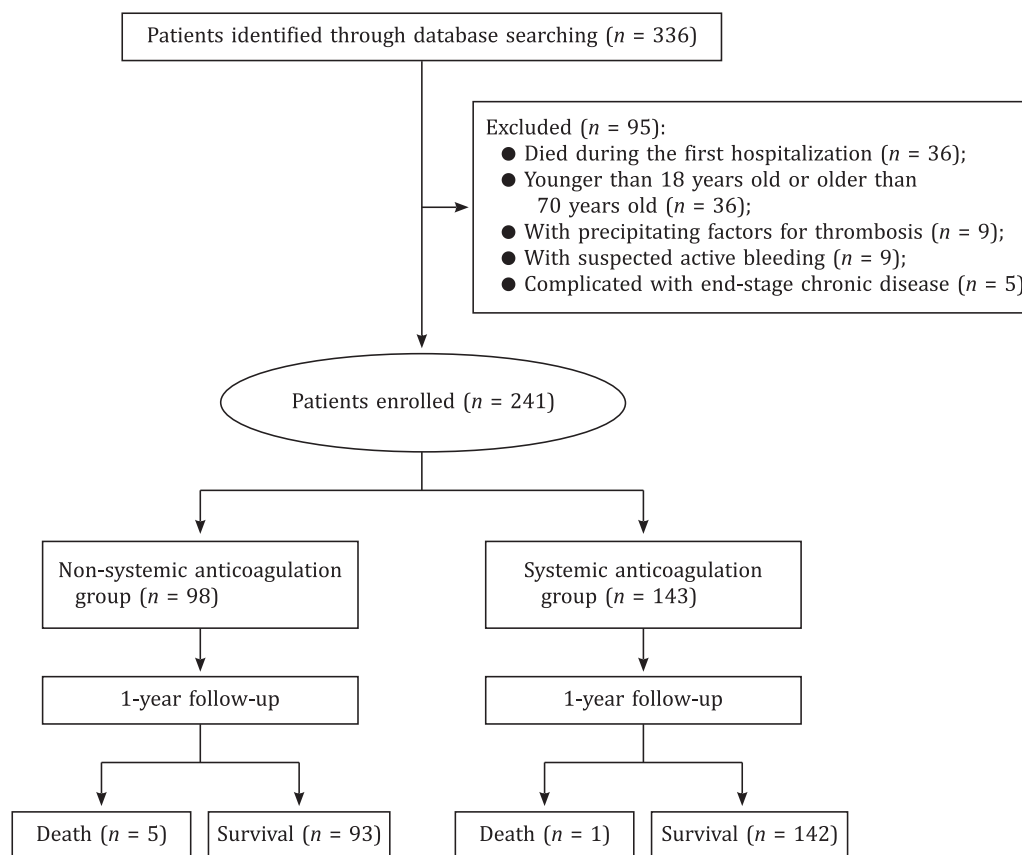 Patients identified through database searching (n = 336)
Excluded (n = 95):
● Died during the first hospitalization (n = 36);
● Younger than 18 years old or older than
70 years old (n = 36);
● With precipitating factors for thrombosis (n = 9);
● With suspected active bleeding (n = 9);
● Complicated with end-stage chronic disease (n = 5)
Patients enrolled (n = 241)
Non-systemic anticoagulation
group (n = 98)
Systemic anticoagulation
group (n = 143)
1-year follow-up
1-year follow-up
Death (n = 5)
Survival (n = 93)
Death (n = 1)
Survival (n = 142)